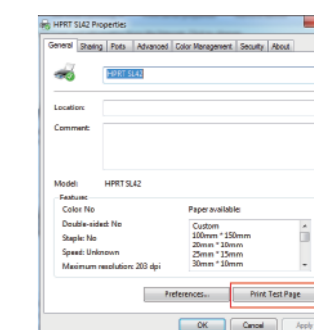 HPRT SL42 Properties
General Sharing Ports Advanced Color Management Security About
HPRT SL42
Location:
Comment:
Model: HPRT SL42
Features
Color: No
Paper available:
Double-sided: No
Custom
Staple: No
100mm * 150mm
20mm * 10mm
Speed: Unknown
25mm * 15mm
Maximum resolution: 203 dpi
30mm * 10mm
Preferences...
Print Test Page
OK Cancel Apply